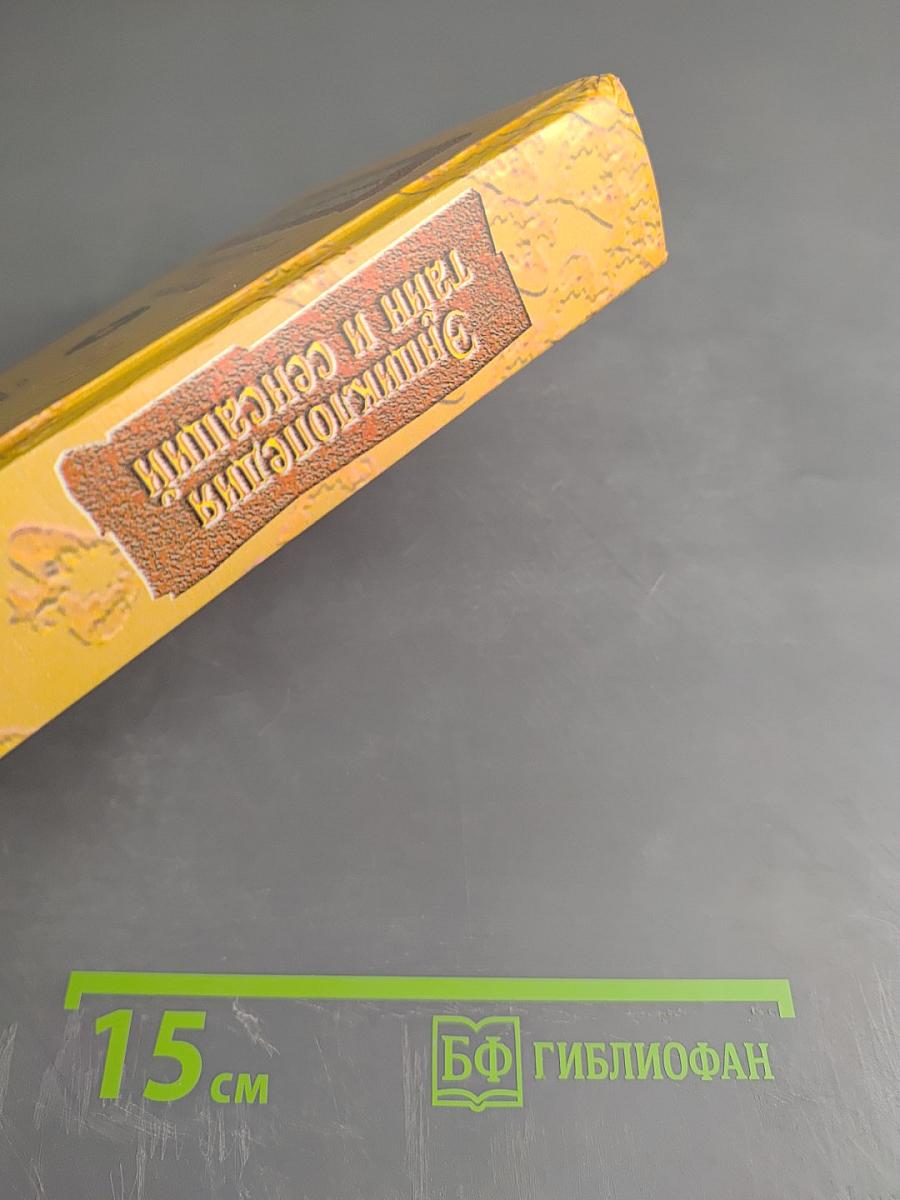 Энциклопедия
тайн и сенсаций
15 см
БФ ГИБЛИОФАН